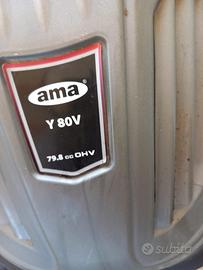 ama®
Y 80V
79.8 cc OHV
subito